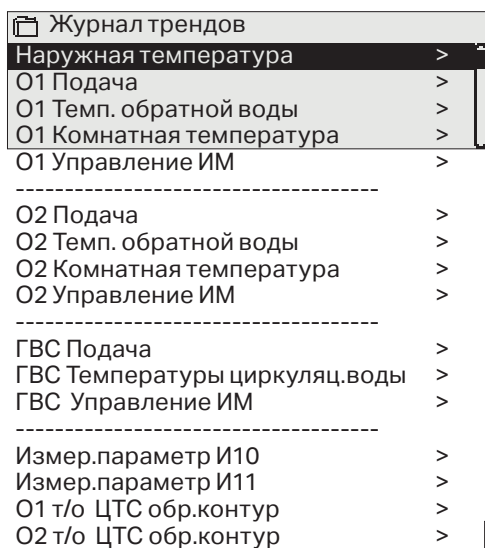 Журнал трендов
Наружная температура >
О1 Подача >
О1 Темп. обратной воды >
О1 Комнатная температура >
О1 Управление ИМ >
------------------------------------
О2 Подача >
О2 Темп. обратной воды >
О2 Комнатная температура >
О2 Управление ИМ >
------------------------------------
ГВС Подача >
ГВС Температуры циркуляц.воды >
ГВС Управление ИМ >
------------------------------------
Измер.параметр И10 >
Измер.параметр И11 >
О1 т/о ЦТС обр.контур >
О2 т/о ЦТС обр.контур >